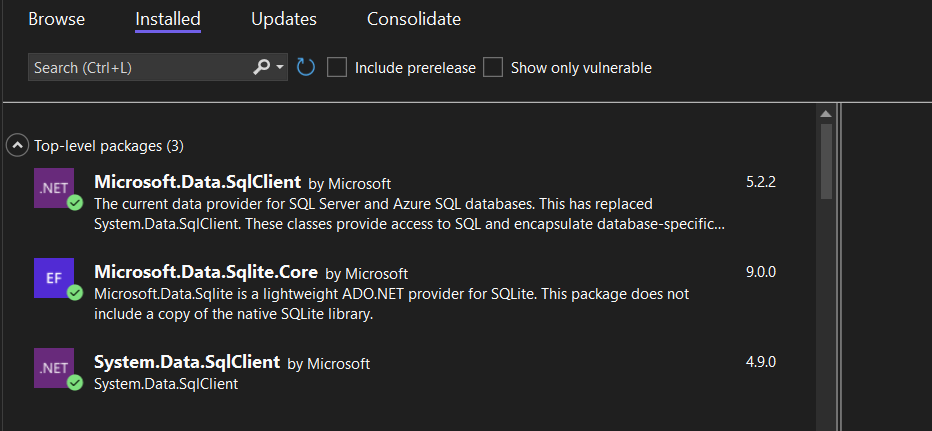 Browse Installed Updates Consolidate
Search (Ctrl+L) Include prerelease Show only vulnerable
Top-level packages (3)
.NET Microsoft.Data.SqlClient by Microsoft 5.2.2
The current data provider for SQL Server and Azure SQL databases. This has replaced
System.Data.SqlClient. These classes provide access to SQL and encapsulate database-specific...
EF Microsoft.Data.Sqlite.Core by Microsoft 9.0.0
Microsoft.Data.Sqlite is a lightweight ADO.NET provider for SQLite. This package does not
include a copy of the native SQLite library.
.NET System.Data.SqlClient by Microsoft 4.9.0
System.Data.SqlClient